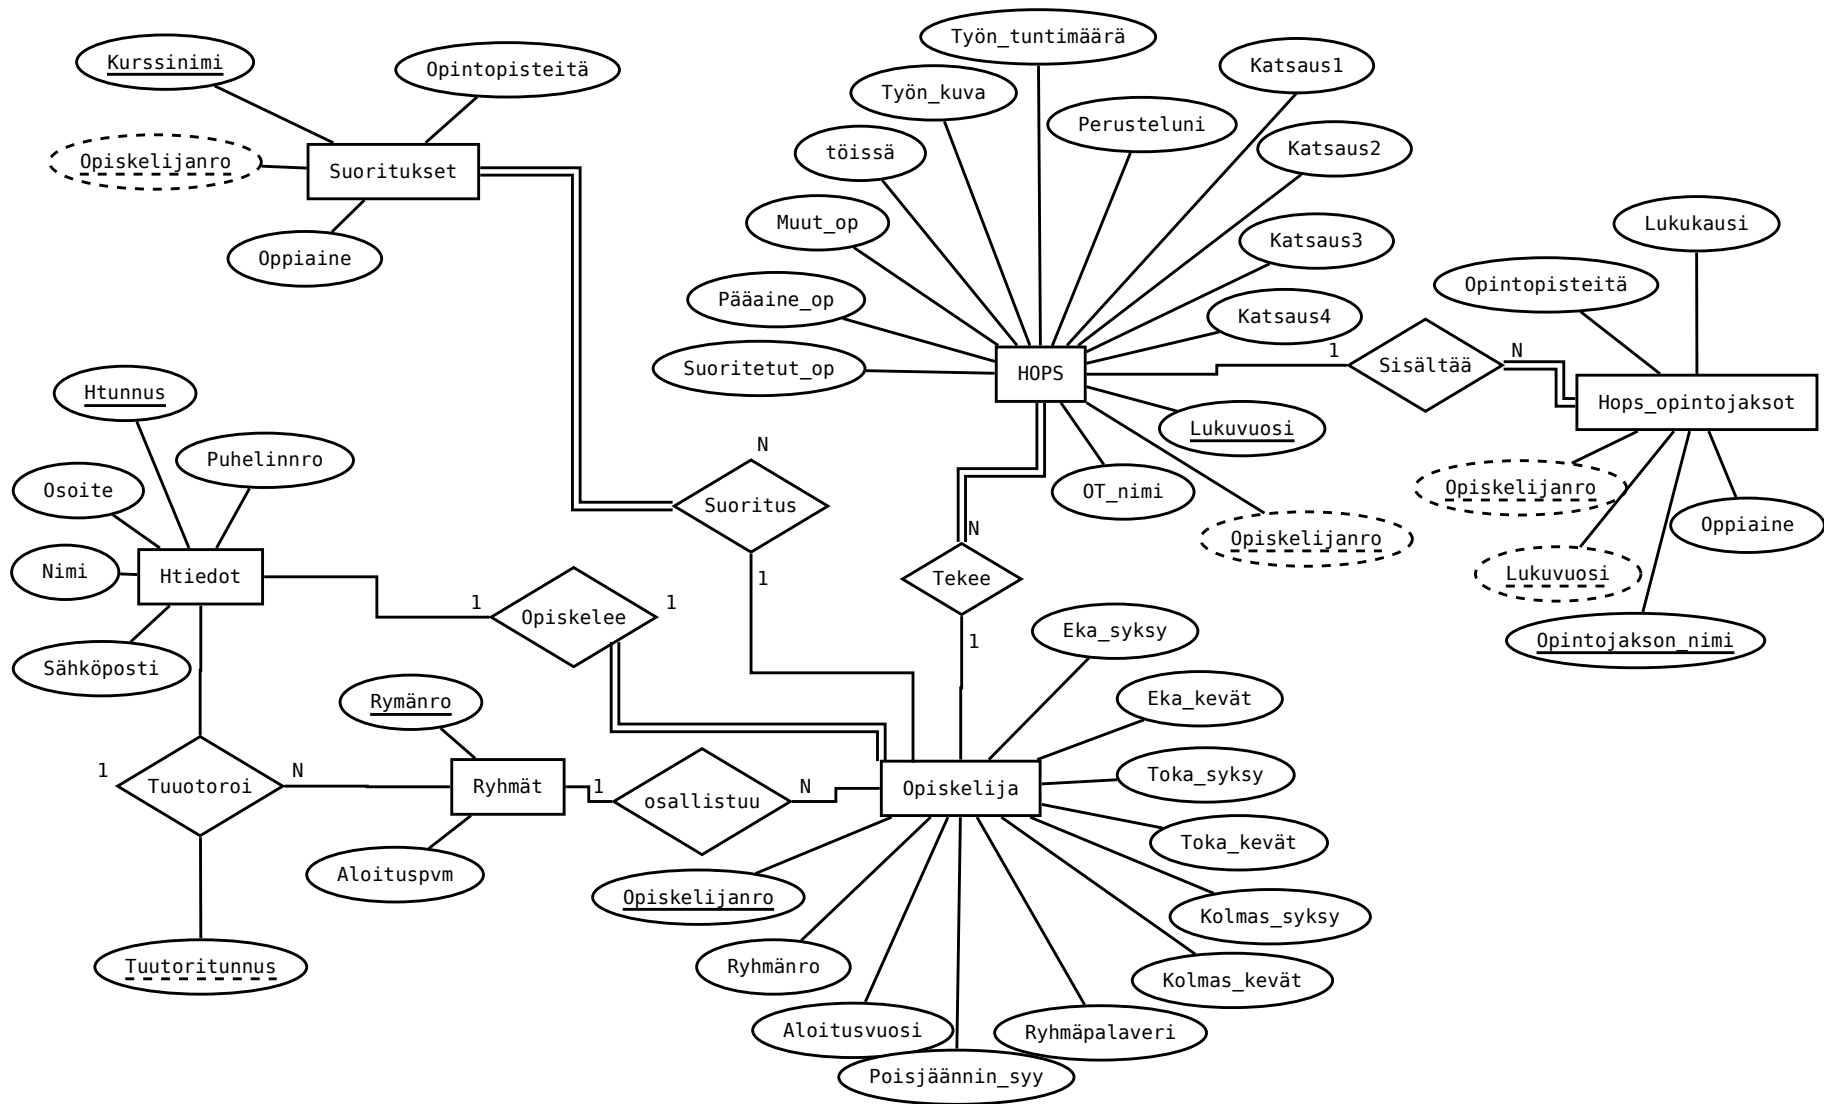 Työn_tuntimäärä
Kurssinimi
Opintopisteitä
Katsaus1
Työn_kuva
Perusteluni
Katsaus2
töissä
Opiskelijanro
Suoritukset
Muut_op
Katsaus3
Lukukausi
Oppiaine
Opintopisteitä
Pääaine_op
Katsaus4
1
Sisältää
N
Suoritetut_op
HOPS
Htunnus
Hops_opintojaksot
Lukuvuosi
N
Puhelinnro
Osoite
Suoritus
OT_nimi
Opiskelijanro
Oppiaine
N
Opiskelijanro
Nimi
Htiedot
1
Tekee
Lukuvuosi
1
Opiskelee
1
Eka_syksy
1
Opintojakson_nimi
Sähköposti
Rymänro
Eka_kevät
1
Tuuotoroi
N
Ryhmät
1
osallistuu
N
Opiskelija
Toka_syksy
Toka_kevät
Aloituspvm
Opiskelijanro
Kolmas_syksy
Tuutoritunnus
Ryhmänro
Kolmas_kevät
Aloitusvuosi
Ryhmäpalaveri
Poisjäännin_syy